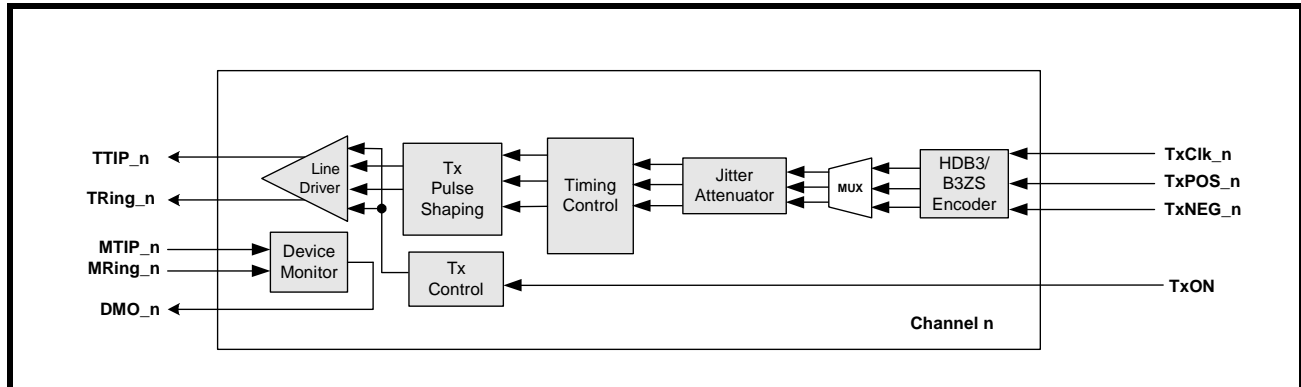 TTIP_n
TRing_n
MTIP_n
MRing_n
DMO_n
Line
Driver
Device
Monitor
Tx
Pulse
Shaping
Tx
Control
Timing
Control
Jitter
Attenuator
MUX
HDB3/
B3ZS
Encoder
TxClk_n
TxPOS_n
TxNEG_n
TxON
Channel n